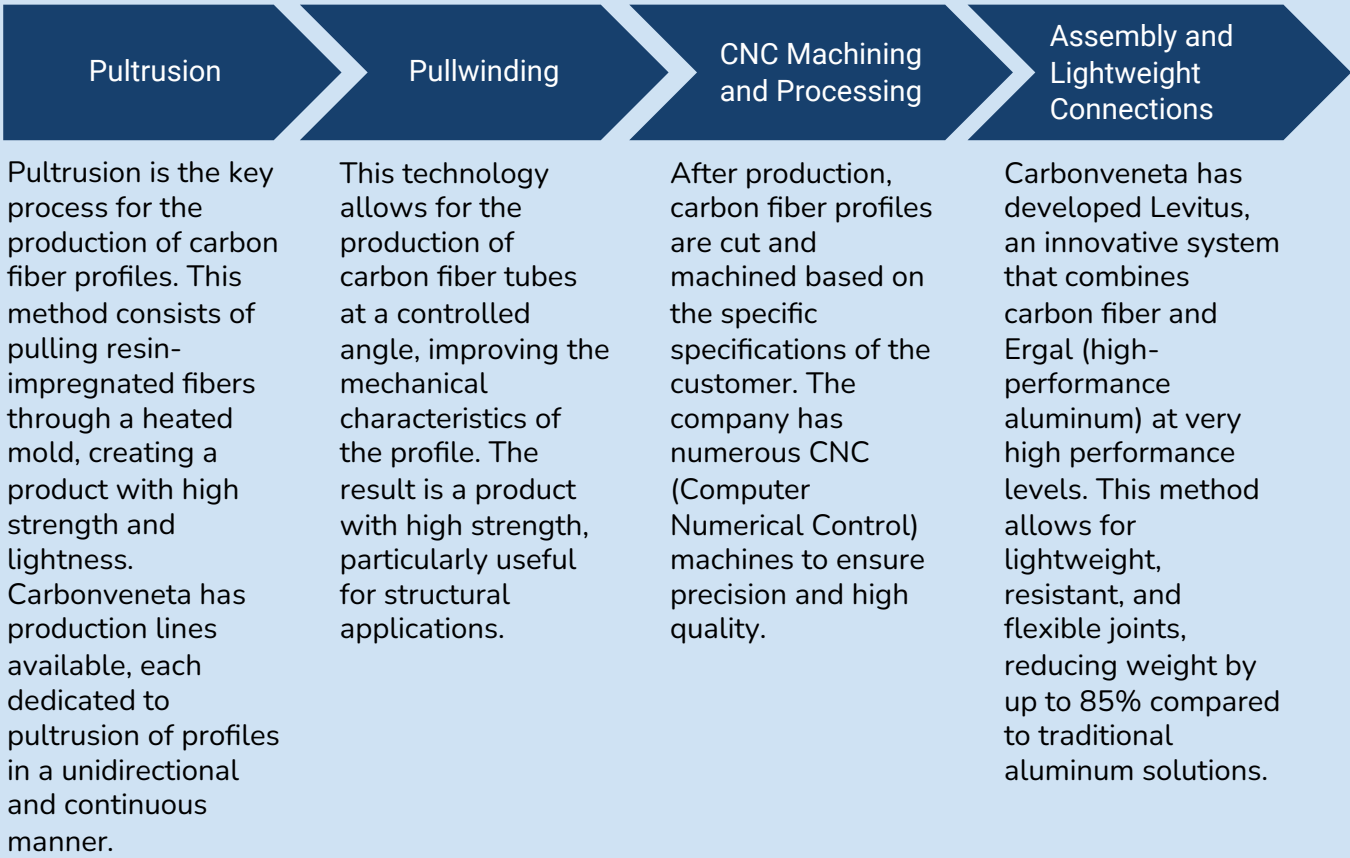 Pultrusion
Pullwinding
CNC Machining
and Processing
Assembly and
Lightweight
Connections
Pultrusion is the key
process for the
production of carbon
fiber profiles. This
method consists of
pulling resin-
impregnated fibers
through a heated
mold, creating a
product with high
strength and
lightness.
Carbonveneta has
production lines
available, each
dedicated to
pultrusion of profiles
in a unidirectional
and continuous
manner.
This technology
allows for the
production of
carbon fiber tubes
at a controlled
angle, improving the
mechanical
characteristics of
the profile. The
result is a product
with high strength,
particularly useful
for structural
applications.
After production,
carbon fiber profiles
are cut and
machined based on
the specific
specifications of the
customer. The
company has
numerous CNC
(Computer
Numerical Control)
machines to ensure
precision and high
quality.
Carbonveneta has
developed Levitus,
an innovative system
that combines
carbon fiber and
Ergal (high-
performance
aluminum) at very
high performance
levels. This method
allows for
lightweight,
resistant, and
flexible joints,
reducing weight by
up to 85% compared
to traditional
aluminum solutions.